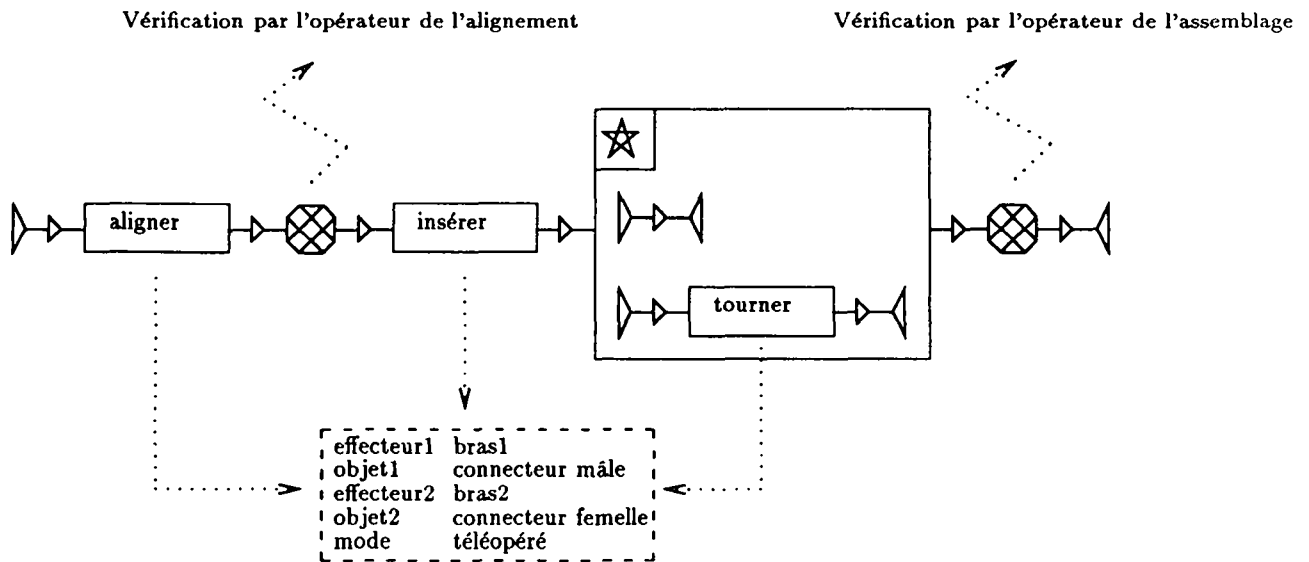 Vérification par l'opérateur de l'alignement
Vérification par l'opérateur de l'assemblage
aligner
insérer
tourner
effecteur1 bras1
objet1 connecteur mâle
effecteur2 bras2
objet2 connecteur femelle
mode téléopéré